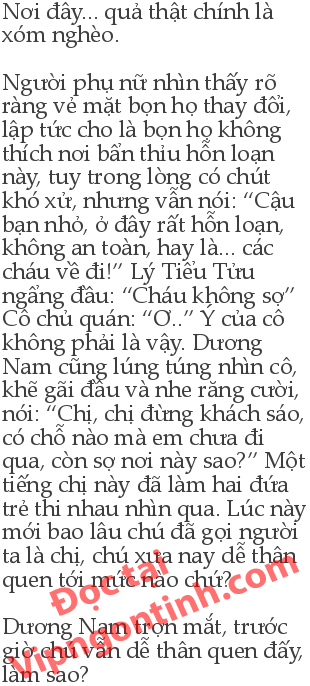 Nơi đây... quả thật chính là
xóm nghèo.
Người phụ nữ nhìn thấy rõ
ràng vẻ mặt bọn họ thay đổi,
lập tức cho là bọn họ không
thích nơi bẩn thỉu hỗn loạn
này, tuy trong lòng có chút
khó xử, nhưng vẫn nói: “Cậu
bạn nhỏ, ở đây rất hỗn loạn,
không an toàn, hay là... các
cháu về đi!” Lý Tiểu Tửu
ngẩng đầu: “Cháu không sợ”
Cô chủ quán: “Ơ..” Ý của cô
không phải là vậy. Dương
Nam cũng lúng túng nhìn cô,
khẽ gãi đầu và nhe răng cười,
nói: “Chị, chị đừng khách sáo,
có chỗ nào mà em chưa đi
qua, còn sợ nơi này sao?” Một
tiếng chị này đã làm hai đứa
trẻ thi nhau nhìn qua. Lúc này
mới bao lâu chú đã gọi người
ta là chị, chú xưa nay dễ thân
quen tới mức nào chứ?
Dương Nam trợn mắt, trước
giờ chú vẫn dễ thân quen đấy,
làm sao?
Đọc tại
Vipngontinh.com